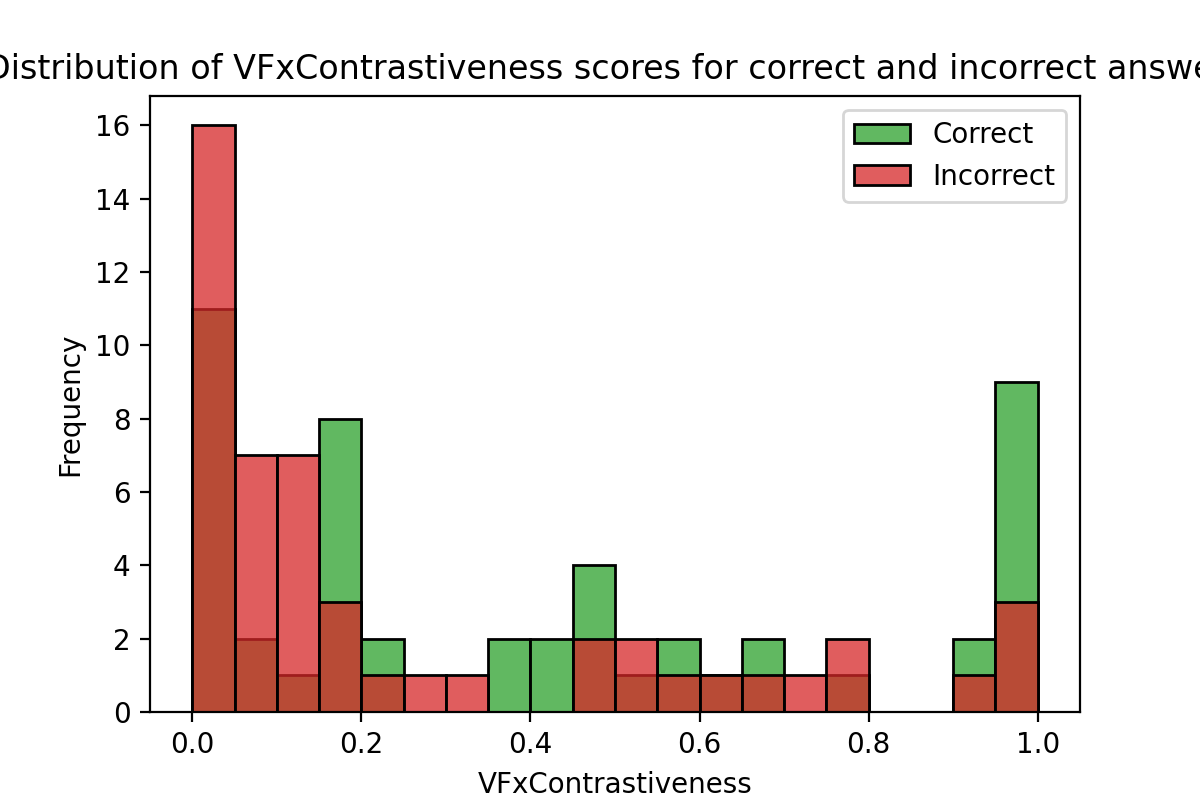 Distribution of VFxContrastiveness scores for correct and incorrect answe
16
14
12
10
8
6
4
2
0
Frequency
Correct
Incorrect
0.0 0.2 0.4 0.6 0.8 1.0
VFxContrastiveness